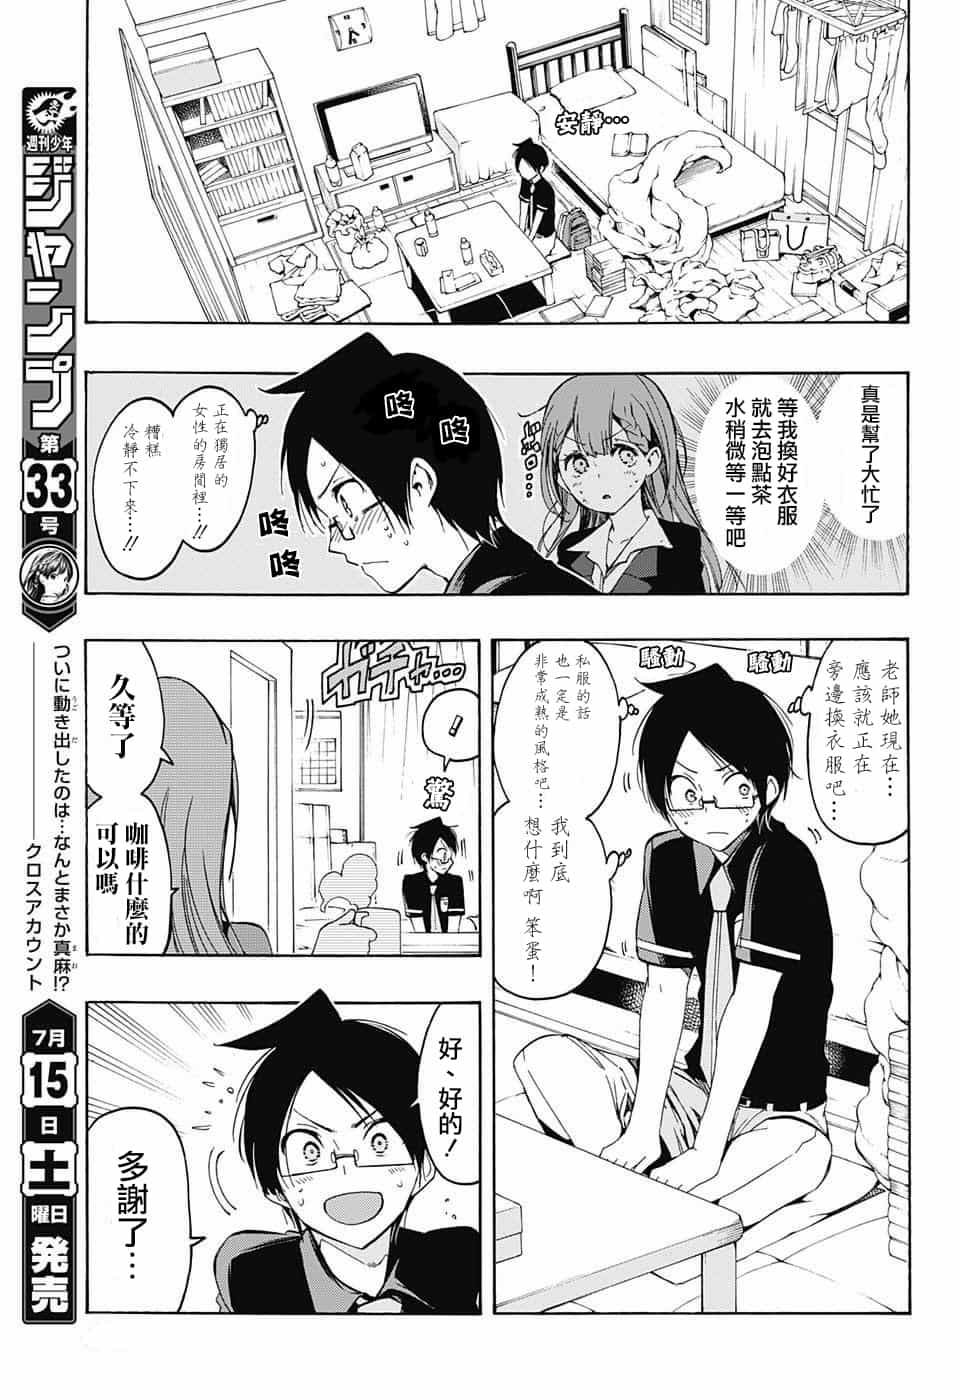 安靜…
真是幫了大忙了
等我換好衣服
就去泡點茶
水稍微等一等吧
咚
咚
咚
咚
正在獨居的
女性的房間裡…!!
糟糕
冷靜不下來…!!
老師她現在…
應該就正在
旁邊換衣服吧…
騷動
騷動
私服的話
也一定是
非常成熟的風格吧…
我到底
想什麼啊
笨蛋！
ガチャ…
！
驚
久等了
咖啡什麼的
可以嗎
好、好的！
多謝了…
週刊少年
ジャンプ
第
33
号
ついに動き出したのは…なんとまさか真麻!?
うご
だ
まお
――クロスアカウント
7月
15
日
土
曜日
発売